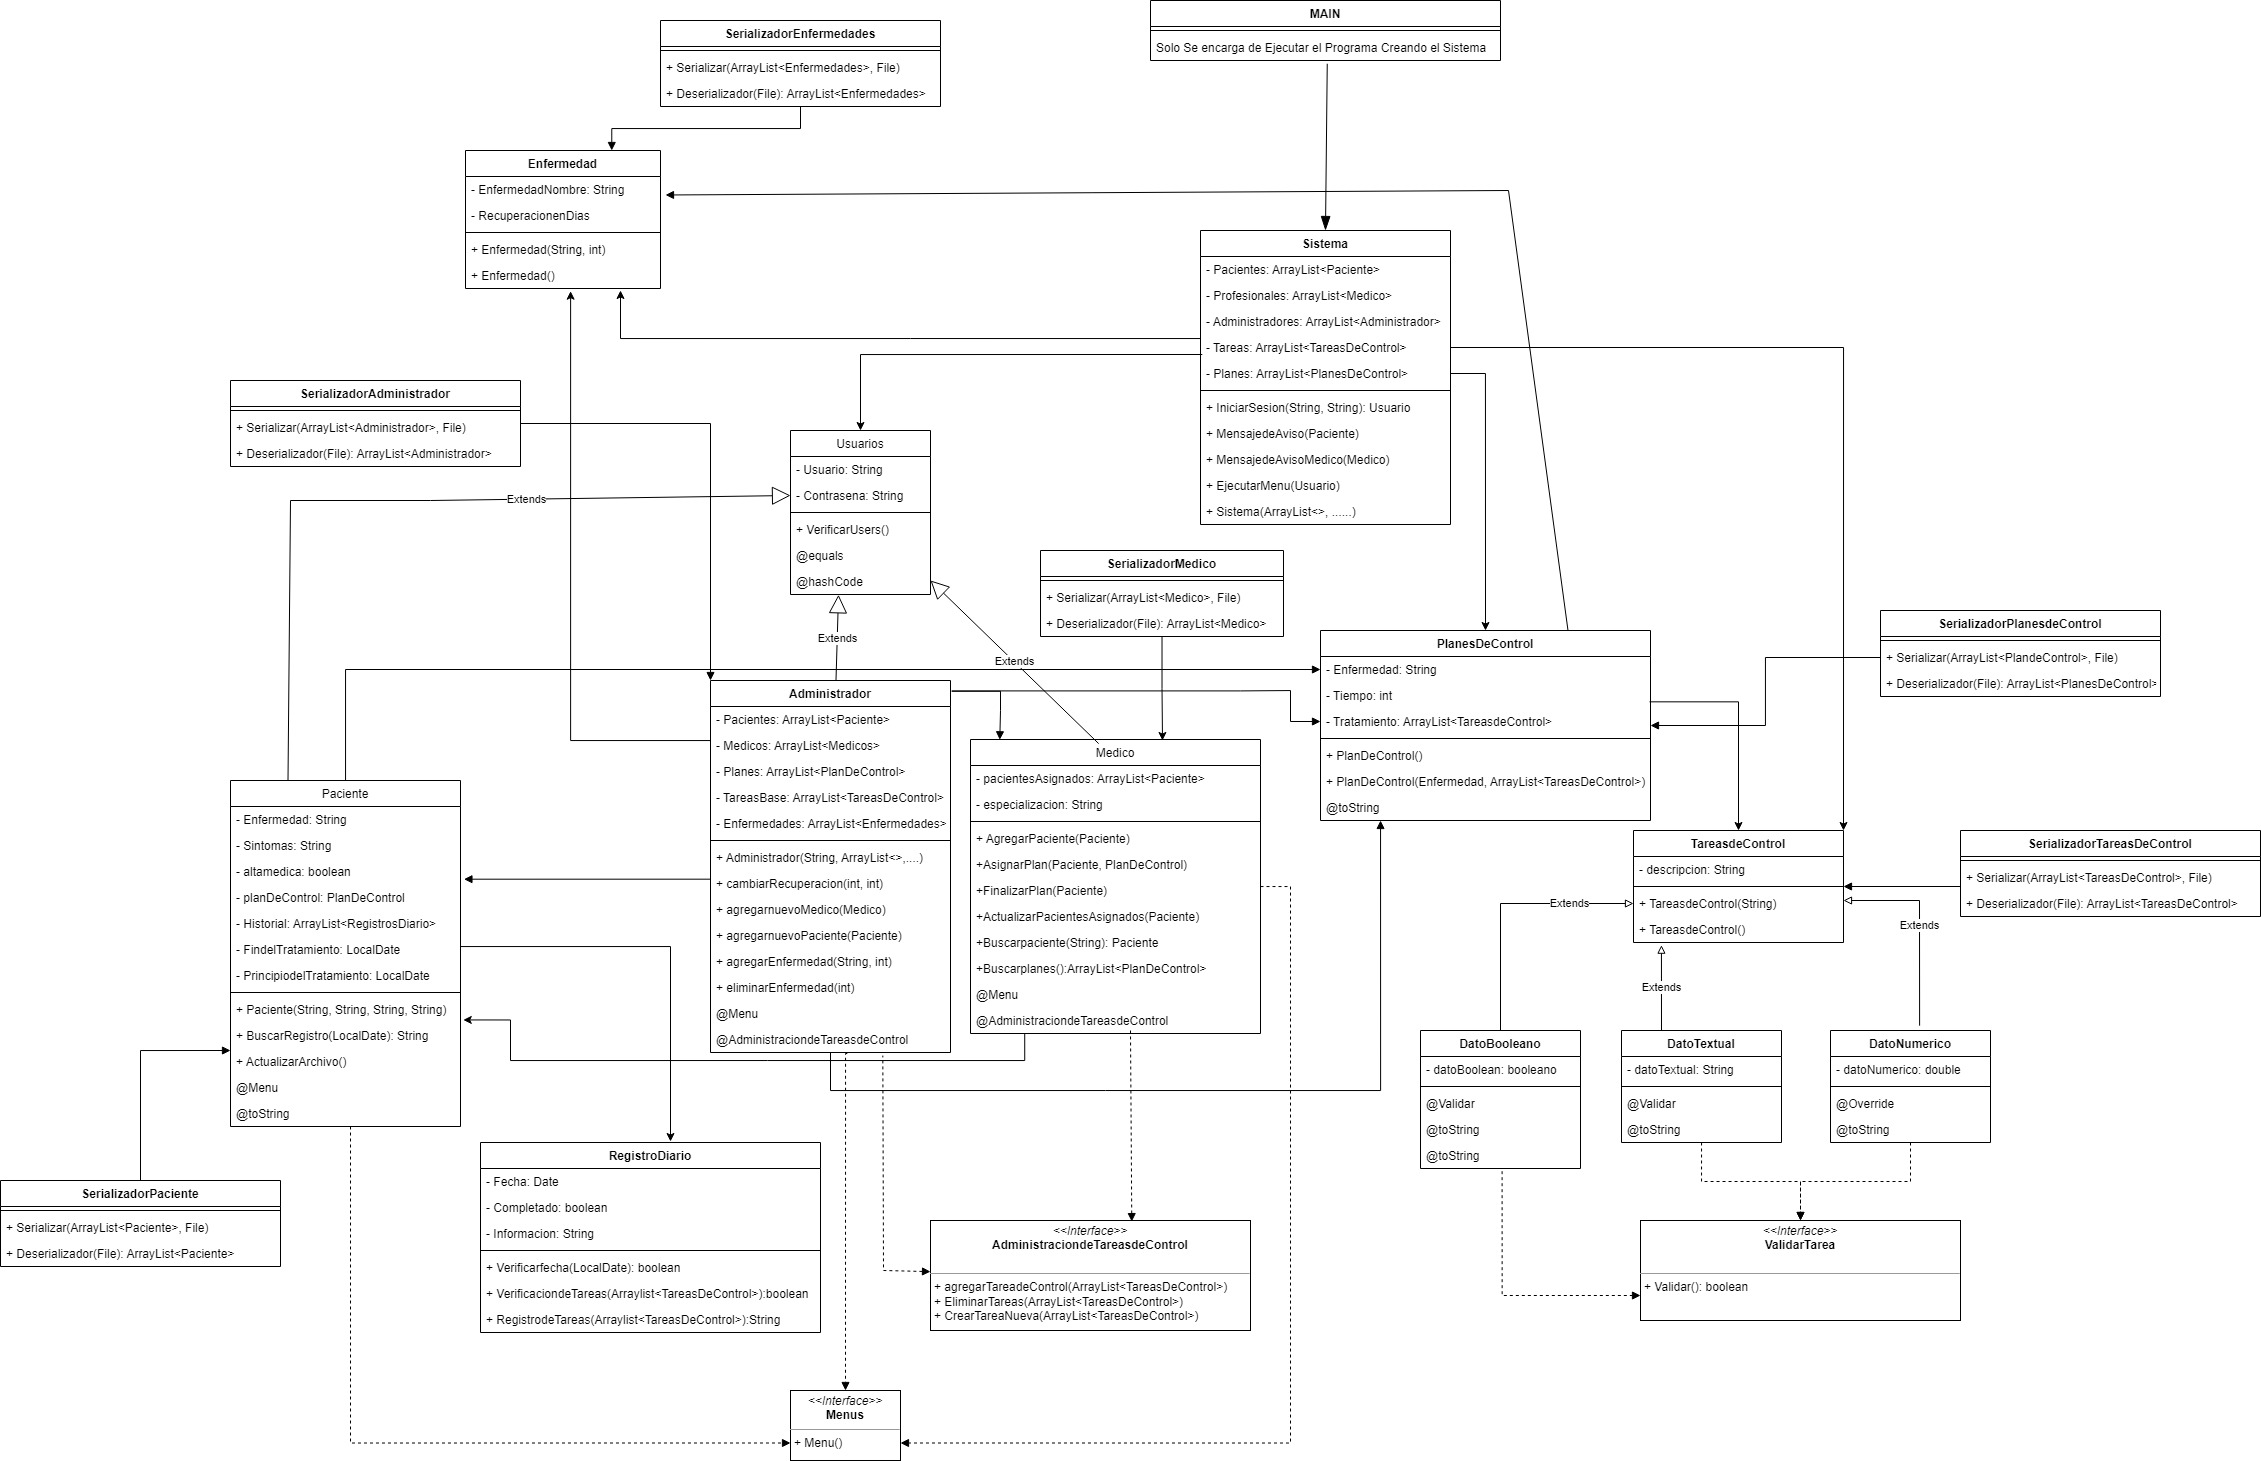 MAIN
Solo Se encarga de Ejecutar el Programa Creando el Sistema
SerializadorEnfermedades
+ Serializar(ArrayList<Enfermedades>, File)
+ Deserializador(File): ArrayList<Enfermedades>
Enfermedad
- EnfermedadNombre: String
- RecuperacionenDias
+ Enfermedad(String, int)
+ Enfermedad()
Sistema
- Pacientes: ArrayList<Paciente>
- Profesionales: ArrayList<Medico>
- Administradores: ArrayList<Administrador>
- Tareas: ArrayList<TareasDeControl>
- Planes: ArrayList<PlanesDeControl>
+ IniciarSesion(String, String): Usuario
+ MensajedeAviso(Paciente)
+ MensajedeAvisoMedico(Medico)
+ EjecutarMenu(Usuario)
+ Sistema(ArrayList<>, ......)
SerializadorAdministrador
+ Serializar(ArrayList<Administrador>, File)
+ Deserializador(File): ArrayList<Administrador>
Usuarios
- Usuario: String
- Contrasena: String
+ VerificarUsers()
@equals
@hashCode
Extends
Extends
Extends
SerializadorMedico
+ Serializar(ArrayList<Medico>, File)
+ Deserializador(File): ArrayList<Medico>
PlanesDeControl
- Enfermedad: String
- Tiempo: int
- Tratamiento: ArrayList<TareasdeControl>
+ PlanDeControl()
+ PlanDeControl(Enfermedad, ArrayList<TareasDeControl>)
@toString
SerializadorPlanesdeControl
+ Serializar(ArrayList<PlandeControl>, File)
+ Deserializador(File): ArrayList<PlanesDeControl>
Administrador
- Pacientes: ArrayList<Paciente>
- Medicos: ArrayList<Medicos>
- Planes: ArrayList<PlanDeControl>
- TareasBase: ArrayList<TareasDeControl>
- Enfermedades: ArrayList<Enfermedades>
+ Administrador(String, ArrayList<>,....)
+ cambiarRecuperacion(int, int)
+ agregarnuevoMedico(Medico)
+ agregarnuevoPaciente(Paciente)
+ agregarEnfermedad(String, int)
+ eliminarEnfermedad(int)
@Menu
@AdministraciondeTareasdeControl
Medico
- pacientesAsignados: ArrayList<Paciente>
- especializacion: String
+ AgregarPaciente(Paciente)
+AsignarPlan(Paciente, PlanDeControl)
+FinalizarPlan(Paciente)
+ActualizarPacientesAsignados(Paciente)
+Buscarpaciente(String): Paciente
+Buscarplanes():ArrayList<PlanDeControl>
@Menu
@AdministraciondeTareasdeControl
Paciente
- Enfermedad: String
- Sintomas: String
- altamedica: boolean
- planDeControl: PlanDeControl
- Historial: ArrayList<RegistrosDiario>
- FindelTratamiento: LocalDate
- PrincipiodelTratamiento: LocalDate
+ Paciente(String, String, String, String)
+ BuscarRegistro(LocalDate): String
+ ActualizarArchivo()
@Menu
@toString
TareasdeControl
- descripcion: String
+ TareasdeControl(String)
+ TareasdeControl()
SerializadorTareasDeControl
+ Serializar(ArrayList<TareasDeControl>, File)
+ Deserializador(File): ArrayList<TareasDeControl>
Extends
Extends
Extends
DatoBooleano
- datoBoolean: booleano
@Validar
@toString
@toString
DatoTextual
- datoTextual: String
@Validar
@toString
DatoNumerico
- datoNumerico: double
@Override
@toString
RegistroDiario
- Fecha: Date
- Completado: boolean
- Informacion: String
+ Verificarfecha(LocalDate): boolean
+ VerificaciondeTareas(Arraylist<TareasDeControl>):boolean
+ RegistrodeTareas(Arraylist<TareasDeControl>):String
SerializadorPaciente
+ Serializar(ArrayList<Paciente>, File)
+ Deserializador(File): ArrayList<Paciente>
<<Interface>>
AdministraciondeTareasdeControl
+ agregarTareadeControl(ArrayList<TareasDeControl>)
+ EliminarTareas(ArrayList<TareasDeControl>)
+ CrearTareaNueva(ArrayList<TareasDeControl>)
<<Interface>>
ValidarTarea
+ Validar(): boolean
<<Interface>>
Menus
+ Menu()